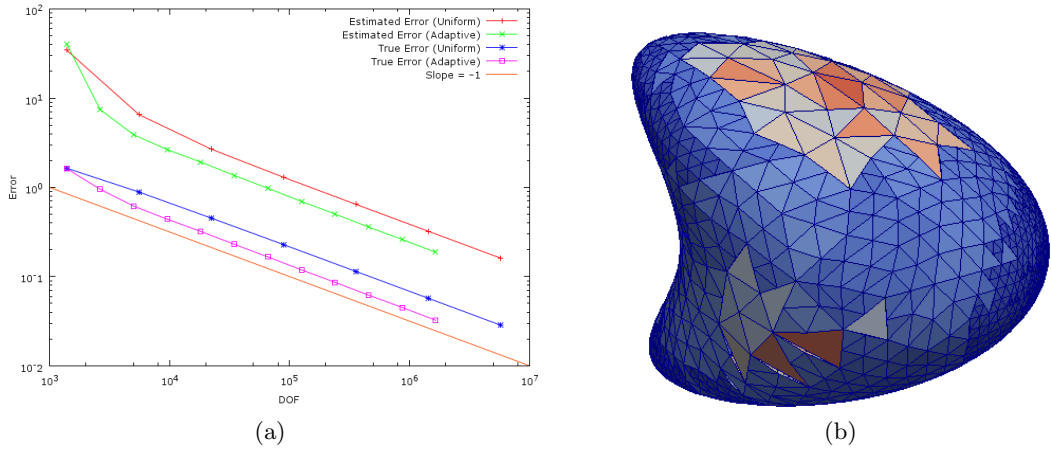 Estimated Error (Uniform)
Estimated Error (Adaptive)
True Error (Uniform)
True Error (Adaptive)
Slope = -1
Error
10^2
10^1
10^0
10^-1
10^-2
10^3
10^4
10^5
10^6
10^7
DOF
(a)
(b)